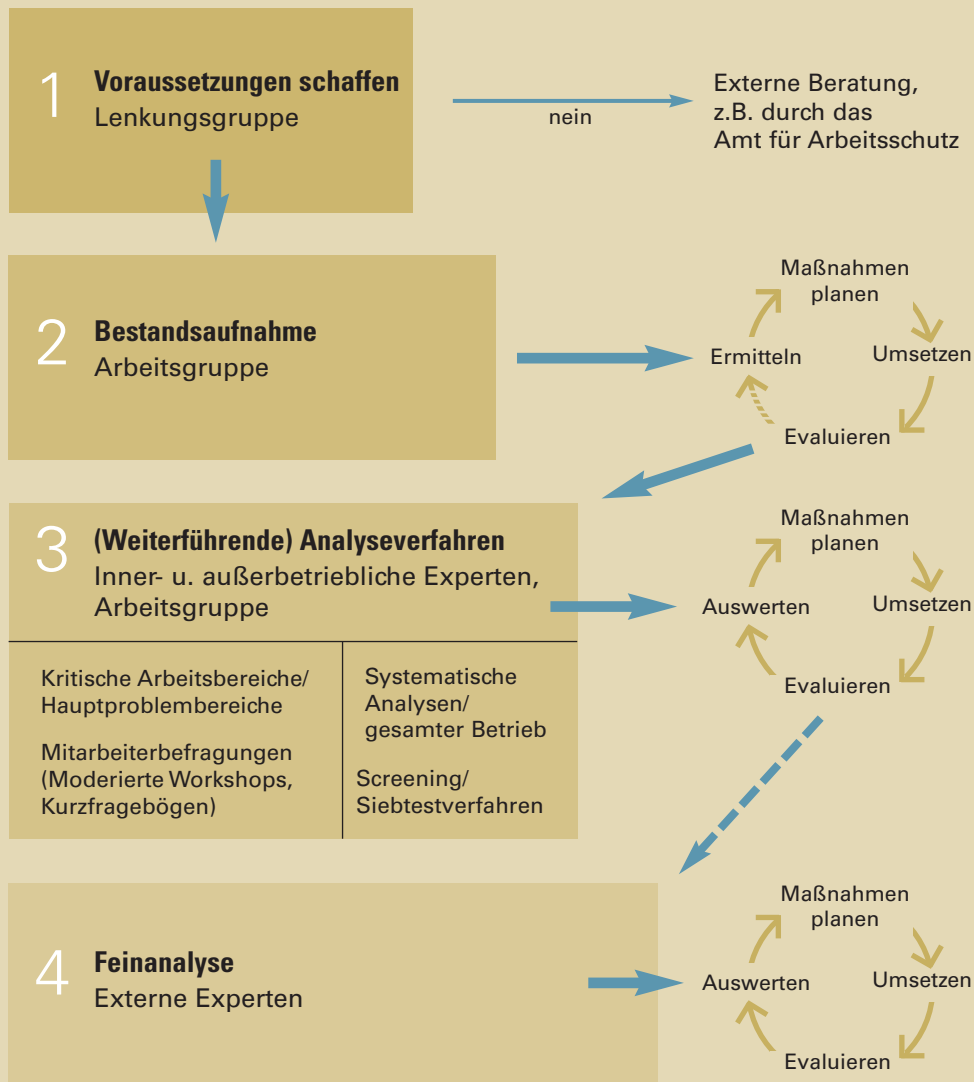 1
Voraussetzungen schaffen
Lenkungsgruppe
nein
Externe Beratung,
z.B. durch das
Amt für Arbeitsschutz
2
Bestandsaufnahme
Arbeitsgruppe
Maßnahmen
planen
Ermitteln
Umsetzen
Evaluieren
3
(Weiterführende) Analyseverfahren
Inner- u. außerbetriebliche Experten,
Arbeitsgruppe
Kritische Arbeitsbereiche/
Hauptproblembereiche
Mitarbeiterbefragungen
(Moderierte Workshops,
Kurzfragebögen)
Systematische
Analysen/
gesamter Betrieb
Screening/
Siebtestverfahren
Maßnahmen
planen
Auswerten
Umsetzen
Evaluieren
4
Feinanalyse
Externe Experten
Maßnahmen
planen
Auswerten
Umsetzen
Evaluieren